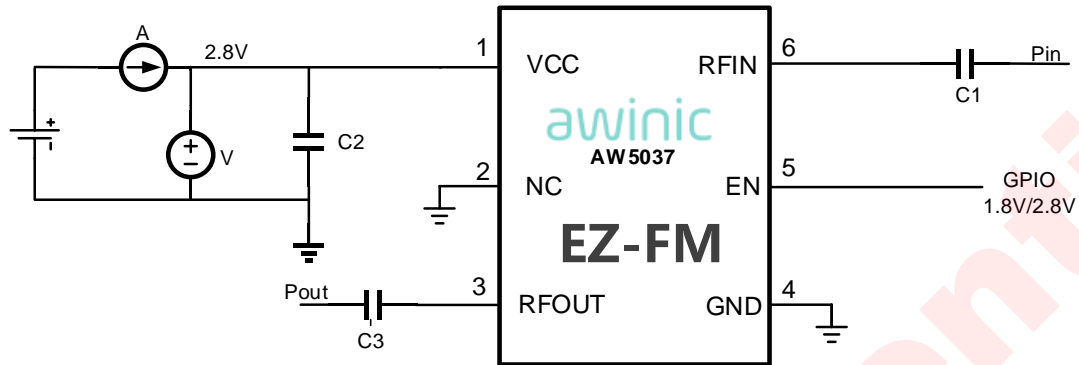 A
2.8V
1
VCC
RFIN
6
Pin
C1
+
C2
awinic
AW5037
+
V
2
NC
EN
5
GPIO
1.8V/2.8V
EZ-FM
Pout
3
RFOUT
GND
4
C3